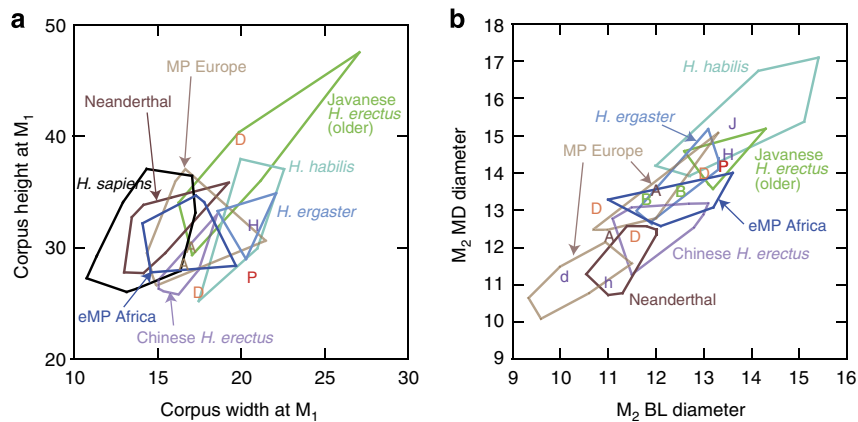 a
50
40
30
20
10
15
20
25
30
Corpus height at M1
Corpus width at M1
MP Europe
Neanderthal
H. sapiens
Javanese
H. erectus
(older)
H. habilis
H. ergaster
eMP Africa
Chinese H. erectus
D
H
P
A
A
D
b
18
17
16
15
14
13
12
11
10
9
10
11
12
13
14
15
16
M2 MD diameter
M2 BL diameter
H. habilis
H. ergaster
MP Europe
Javanese
H. erectus
(older)
eMP Africa
Chinese H. erectus
Neanderthal
J
H
P
D
A
B
B
D
A
D
d
h